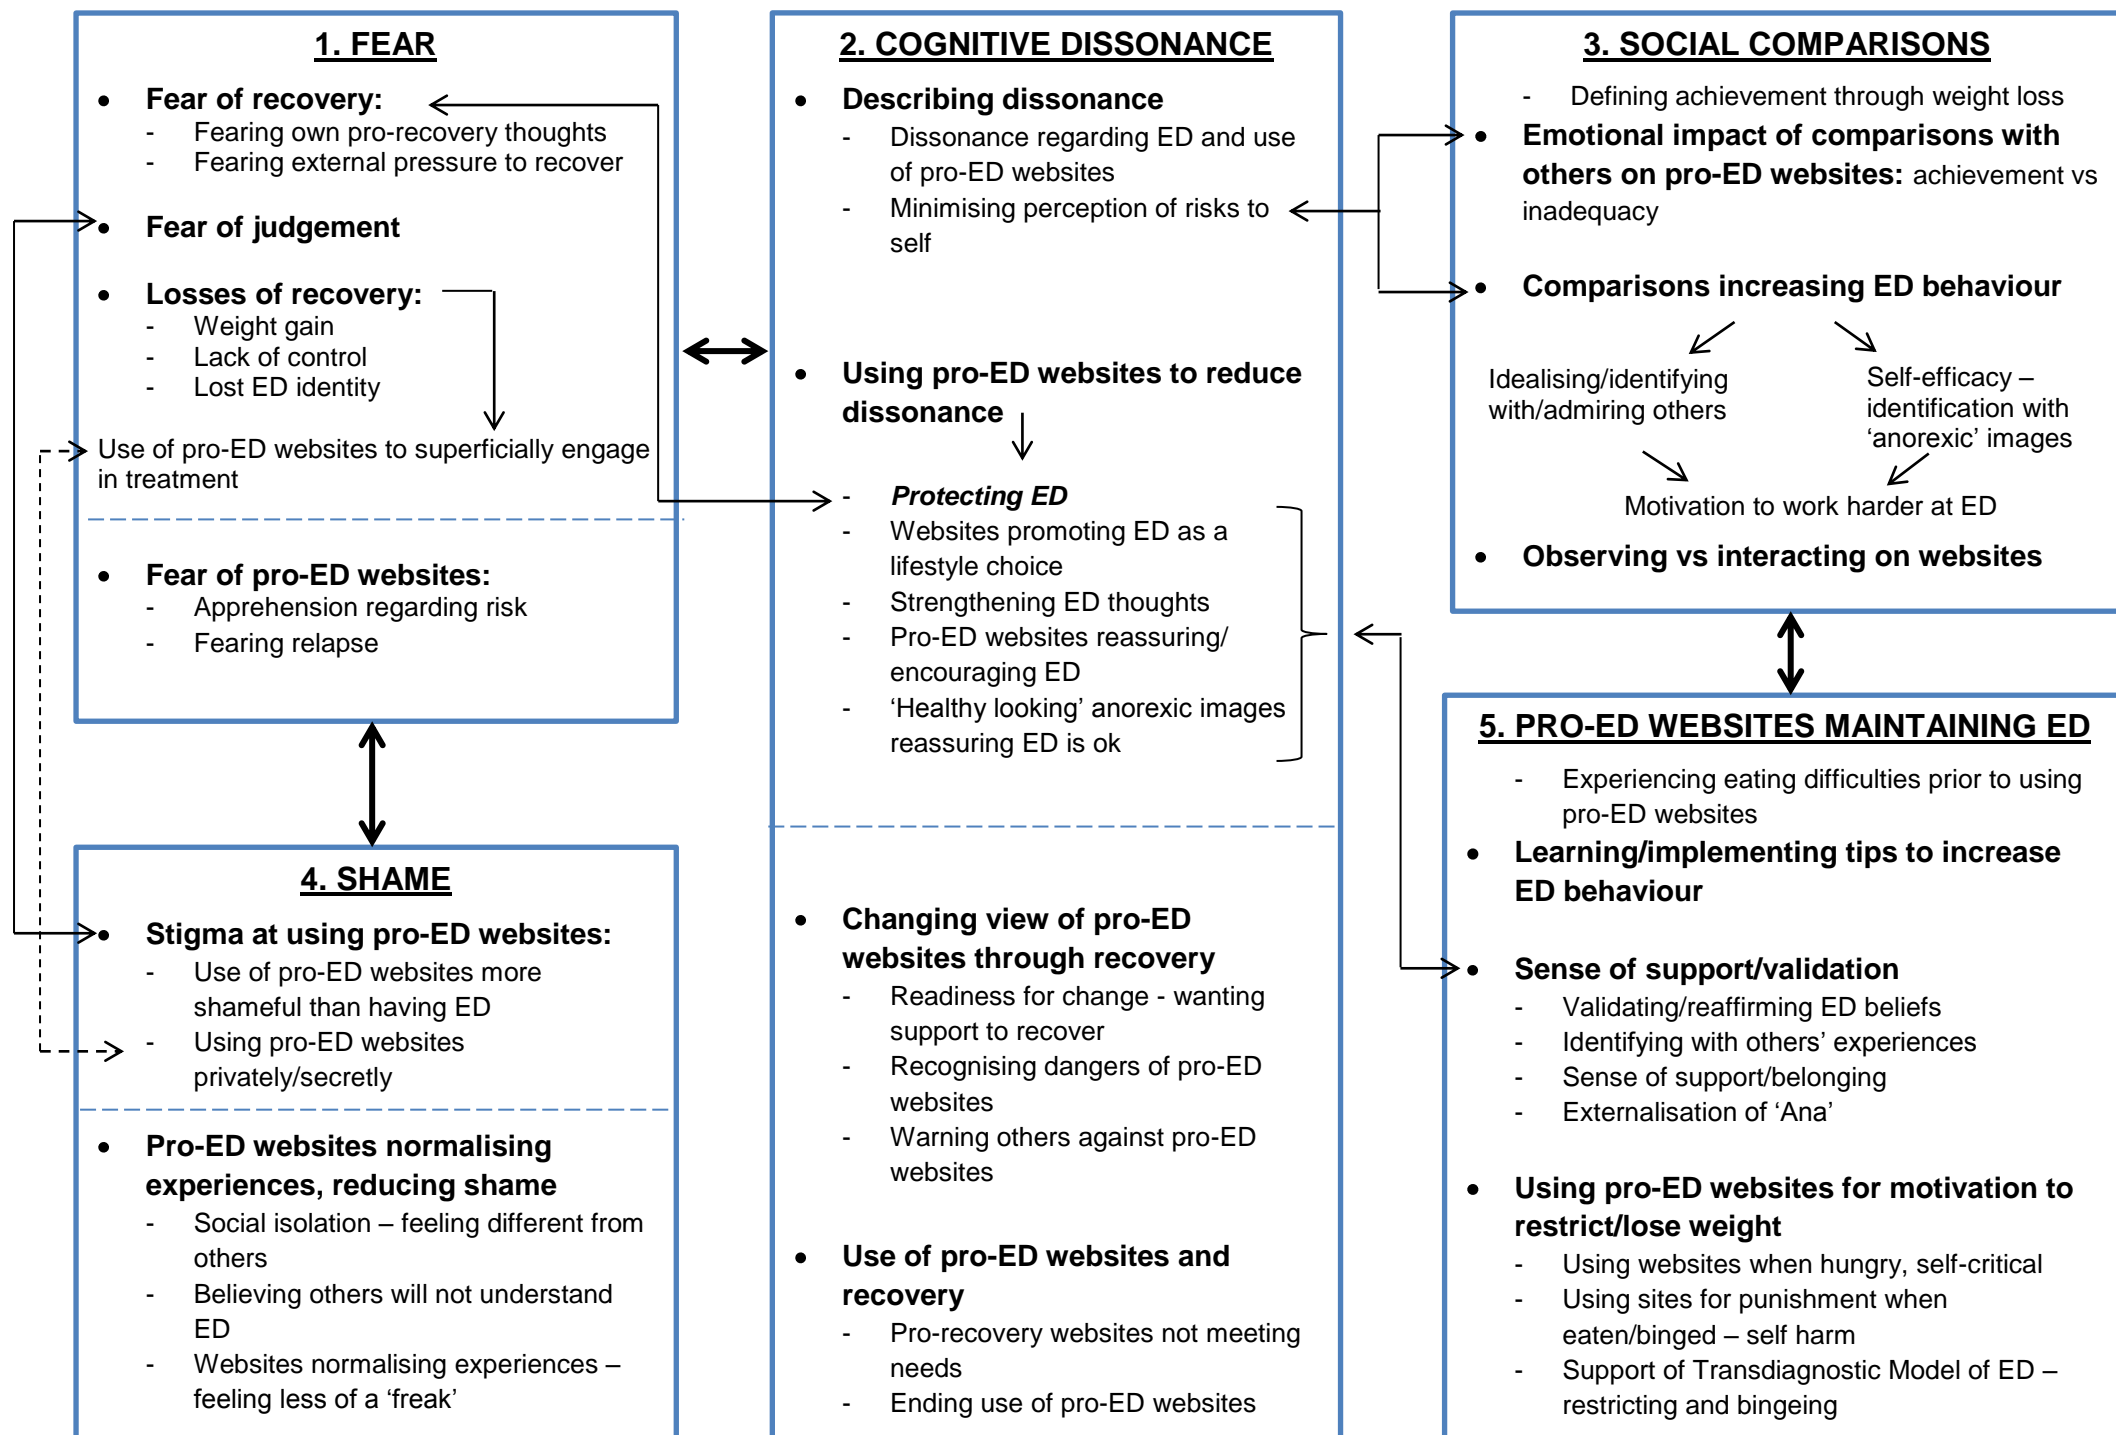 1. FEAR
• Fear of recovery:
- Fearing own pro-recovery thoughts
- Fearing external pressure to recover
• Fear of judgement
• Losses of recovery:
- Weight gain
- Lack of control
- Lost ED identity
Use of pro-ED websites to superficially engage
in treatment
• Fear of pro-ED websites:
- Apprehension regarding risk
- Fearing relapse
2. COGNITIVE DISSONANCE
• Describing dissonance
- Dissonance regarding ED and use
of pro-ED websites
- Minimising perception of risks to
self
• Using pro-ED websites to reduce
dissonance
- Protecting ED
- Websites promoting ED as a
lifestyle choice
- Strengthening ED thoughts
- Pro-ED websites reassuring/
encouraging ED
- ‘Healthy looking’ anorexic images
reassuring ED is ok
• Changing view of pro-ED
websites through recovery
- Readiness for change - wanting
support to recover
- Recognising dangers of pro-ED
websites
- Warning others against pro-ED
websites
• Use of pro-ED websites and
recovery
- Pro-recovery websites not meeting
needs
- Ending use of pro-ED websites
3. SOCIAL COMPARISONS
- Defining achievement through weight loss
• Emotional impact of comparisons with
others on pro-ED websites: achievement vs
inadequacy
• Comparisons increasing ED behaviour
Idealising/identifying
with/admiring others
Self-efficacy –
identification with
‘anorexic’ images
Motivation to work harder at ED
• Observing vs interacting on websites
4. SHAME
• Stigma at using pro-ED websites:
- Use of pro-ED websites more
shameful than having ED
- Using pro-ED websites
privately/secretly
• Pro-ED websites normalising
experiences, reducing shame
- Social isolation – feeling different from
others
- Believing others will not understand
ED
- Websites normalising experiences –
feeling less of a ‘freak’
5. PRO-ED WEBSITES MAINTAINING ED
- Experiencing eating difficulties prior to using
pro-ED websites
• Learning/implementing tips to increase
ED behaviour
• Sense of support/validation
- Validating/reaffirming ED beliefs
- Identifying with others’ experiences
- Sense of support/belonging
- Externalisation of ‘Ana’
• Using pro-ED websites for motivation to
restrict/lose weight
- Using websites when hungry, self-critical
- Using sites for punishment when
eaten/binged – self harm
- Support of Transdiagnostic Model of ED –
restricting and bingeing